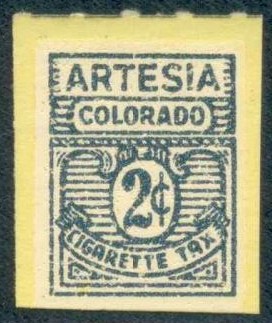 ARTESIA
COLORADO
2¢
CIGARETTE TAX